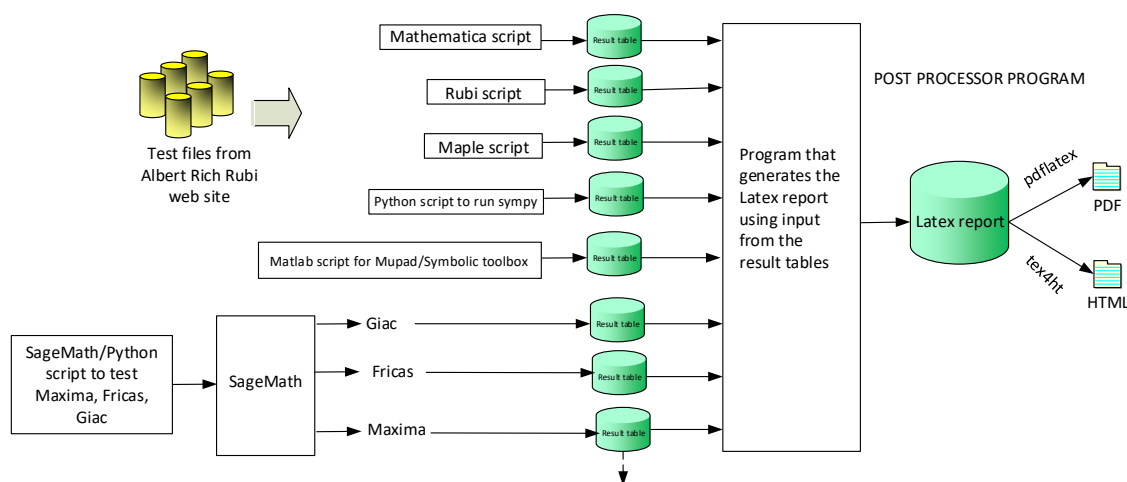 Mathematica script
Result table
Rubi script
Result table
POST PROCESSOR PROGRAM
Test files from
Albert Rich Rubi
web site
Maple script
Result table
Program that
generates the
Latex report
using input
from the
result tables
Python script to run sympy
Result table
Latex report
pdflatex
PDF
tex4ht
HTML
Matlab script for Mupad/Symbolic toolbox
Result table
SageMath/Python
script to test
Maxima, Fricas,
Giac
SageMath
Giac
Result table
Fricas
Result table
Maxima
Result table